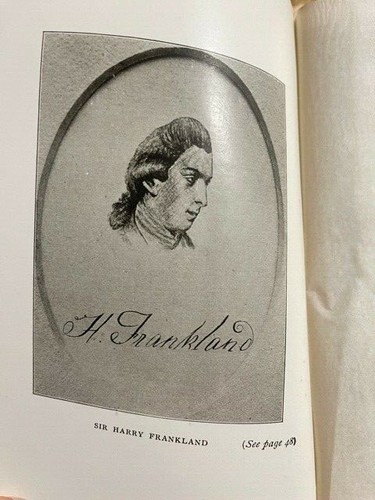 H. Frankland
SIR HARRY FRANKLAND
(See page 48)